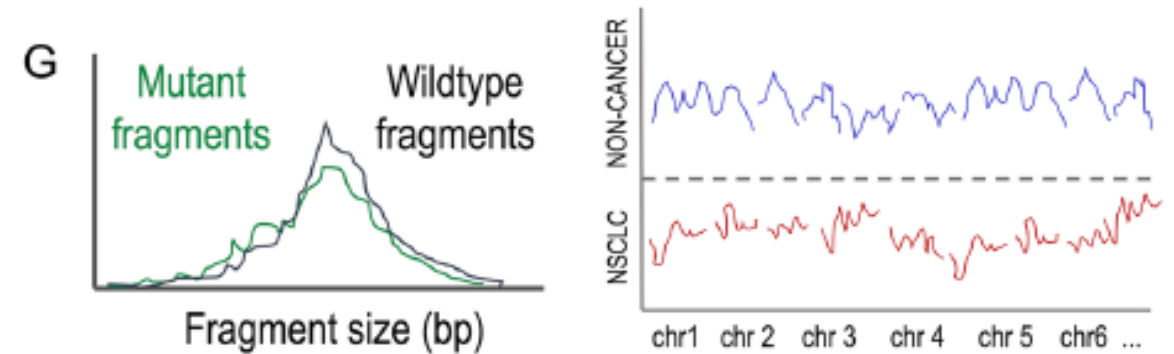 G
Mutant
fragments
Wildtype
fragments
Fragment size (bp)
NON-CANCER
NSCLC
chr1 chr 2 chr 3 chr 4 chr 5 chr6 ...